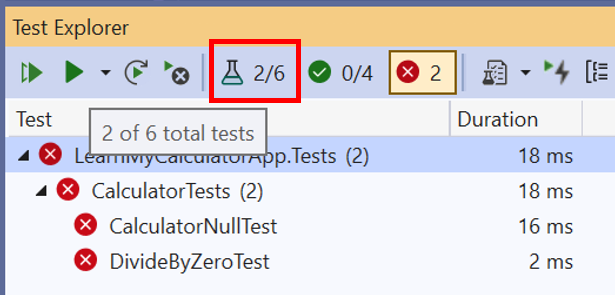 Test Explorer
2/6 0/4 2
Test Duration
2 of 6 total tests
LearnMyCalculatorApp.Tests (2) 18 ms
CalculatorTests (2) 18 ms
CalculatorNullTest 16 ms
DivideByZeroTest 2 ms